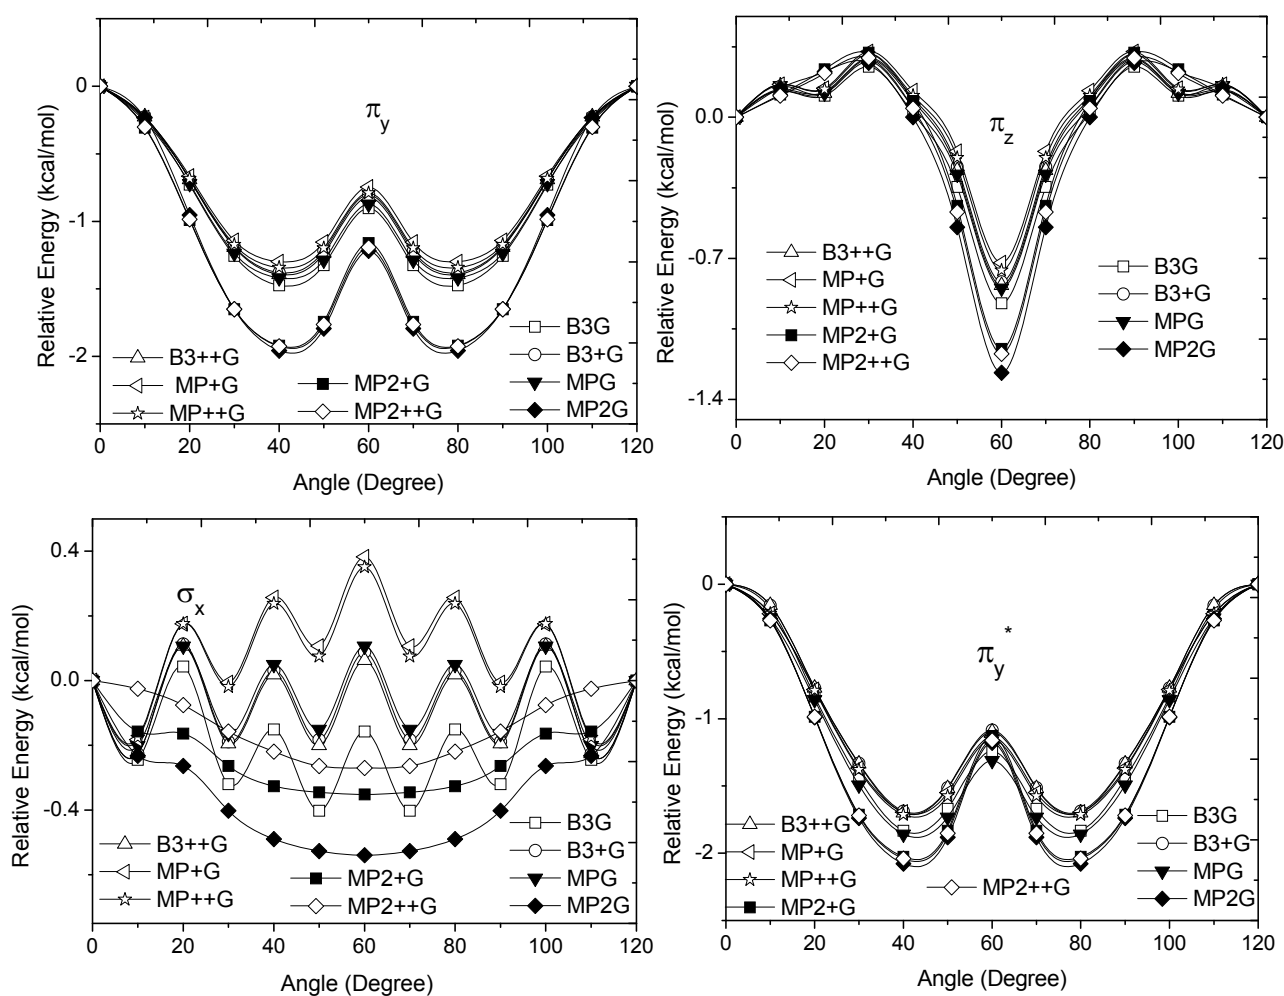 0
-1
-2
Relative Energy (kcal/mol)
π_y
B3++G
MP+G
MP++G
MP2+G
MP2++G
B3G
B3+G
MPG
MP2G
0 20 40 60 80 100 120
Angle (Degree)
0.0
-0.7
-1.4
Relative Energy (kcal/mol)
π_z
B3++G
MP+G
MP++G
MP2+G
MP2++G
B3G
B3+G
MPG
MP2G
0 20 40 60 80 100 120
Angle (Degree)
0.4
0.0
-0.4
Relative Energy (kcal/mol)
σ_x
B3++G
MP+G
MP++G
MP2+G
MP2++G
B3G
B3+G
MPG
MP2G
0 20 40 60 80 100 120
Angle (Degree)
0
-1
-2
Relative Energy (kcal/mol)
*
π_y
B3++G
MP+G
MP++G
MP2+G
MP2++G
B3G
B3+G
MPG
MP2G
0 20 40 60 80 100 120
Angle (Degree)